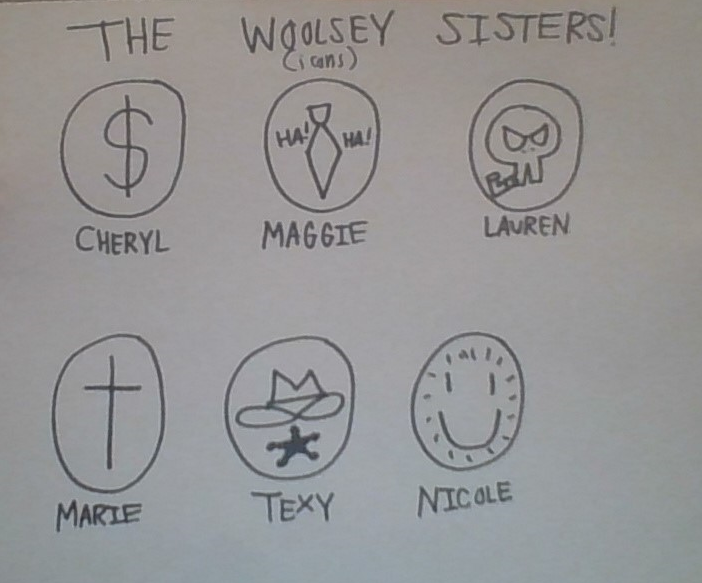 THE WOOLSEY SISTERS!
(icons)
$
HA! HA!
CHERYL MAGGIE LAUREN
MARIE TEXY NICOLE